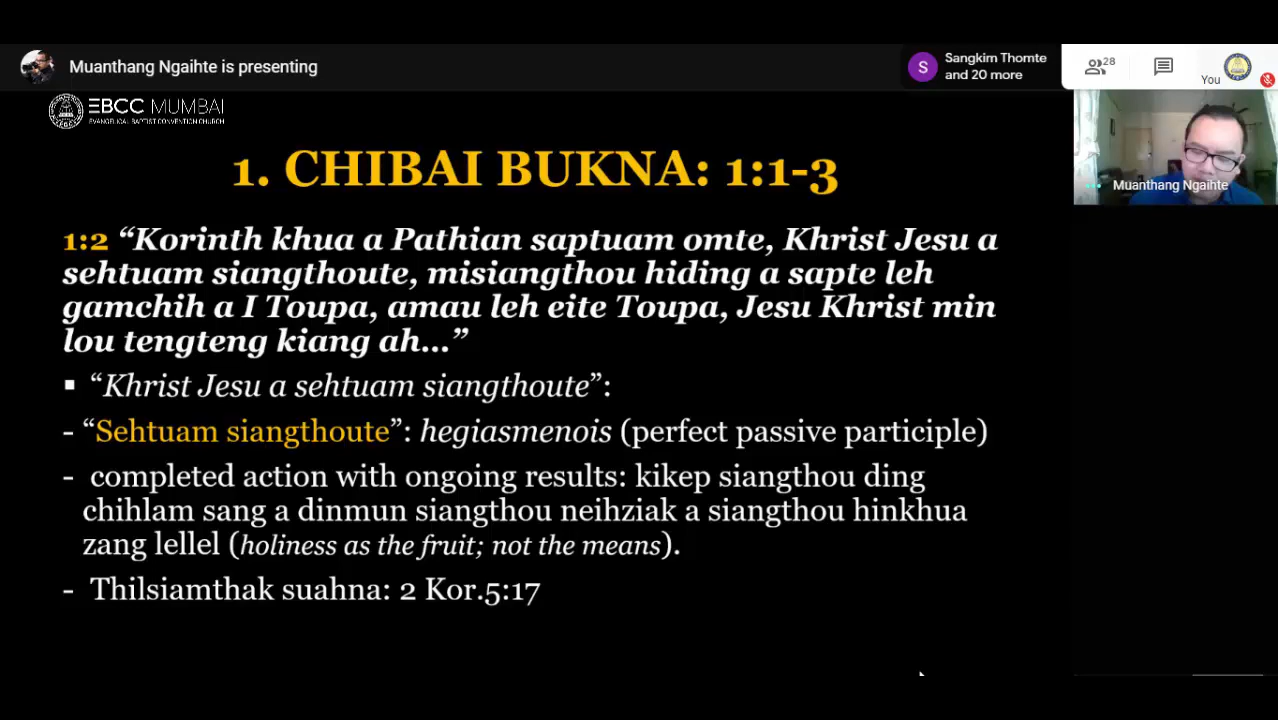 Muanthang Ngaihte is presenting
S
Sangkim Thomte
and 20 more
28
You
EBCC MUMBAI
EVANGELICAL BAPTIST CONVENTION CHURCH
Muanthang Ngaihte
1. CHIBAI BUKNA: 1:1-3
1:2 “Korinth khua a Pathian saptuam omte, Khrist Jesu a
sehtuam siangthoute, misiangthou hiding a sapte leh
gamchih a I Toupa, amau leh eite Toupa, Jesu Khrist min
lou tengteng kiang ah...”
▪ “Khrist Jesu a sehtuam siangthoute”:
- “Sehtuam siangthoute”: hegiasmenois (perfect passive participle)
- completed action with ongoing results: kikep siangthou ding
chihlam sang a dinmun siangthou neihziak a siangthou hinkhua
zang lellel (holiness as the fruit; not the means).
- Thilsiamthak suahna: 2 Kor.5:17